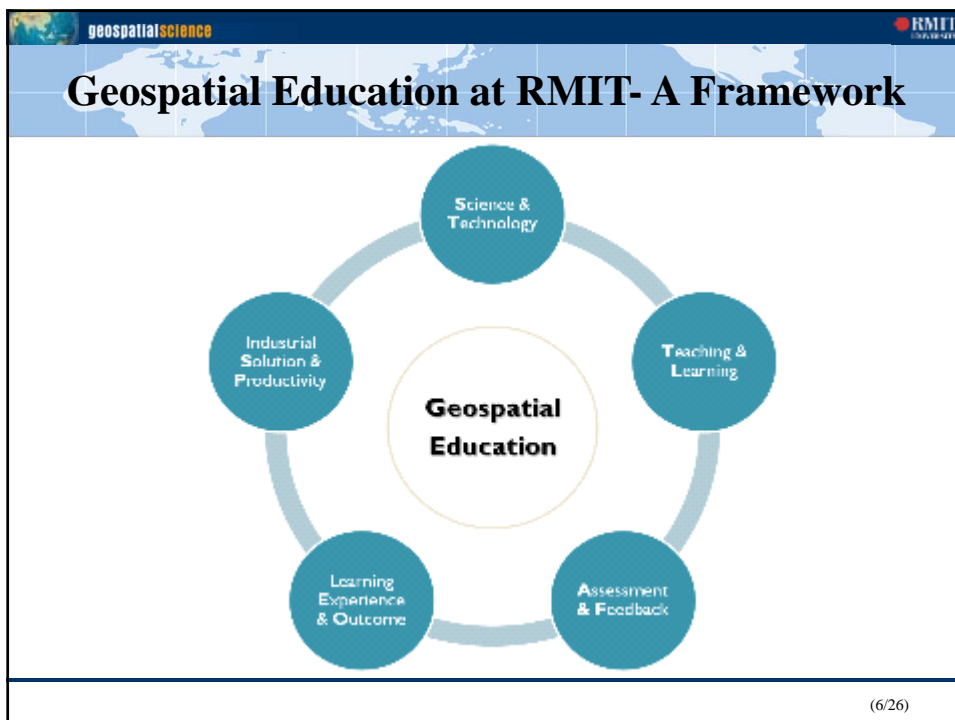 geospatialscience
RMIT
UNIVERSITY
Geospatial Education at RMIT- A Framework
Science &
Technology
Industrial
Solution &
Productivity
Teaching &
Learning
Geospatial
Education
Learning
Experience
& Outcome
Assessment
& Feedback
(6/26)